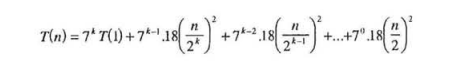 T(n) = 7^k T(1) + 7^{k-1}.18(n/2^k)^2 + 7^{k-2}.18(n/2^{k-1})^2 + ... + 7^0.18(n/2)^2